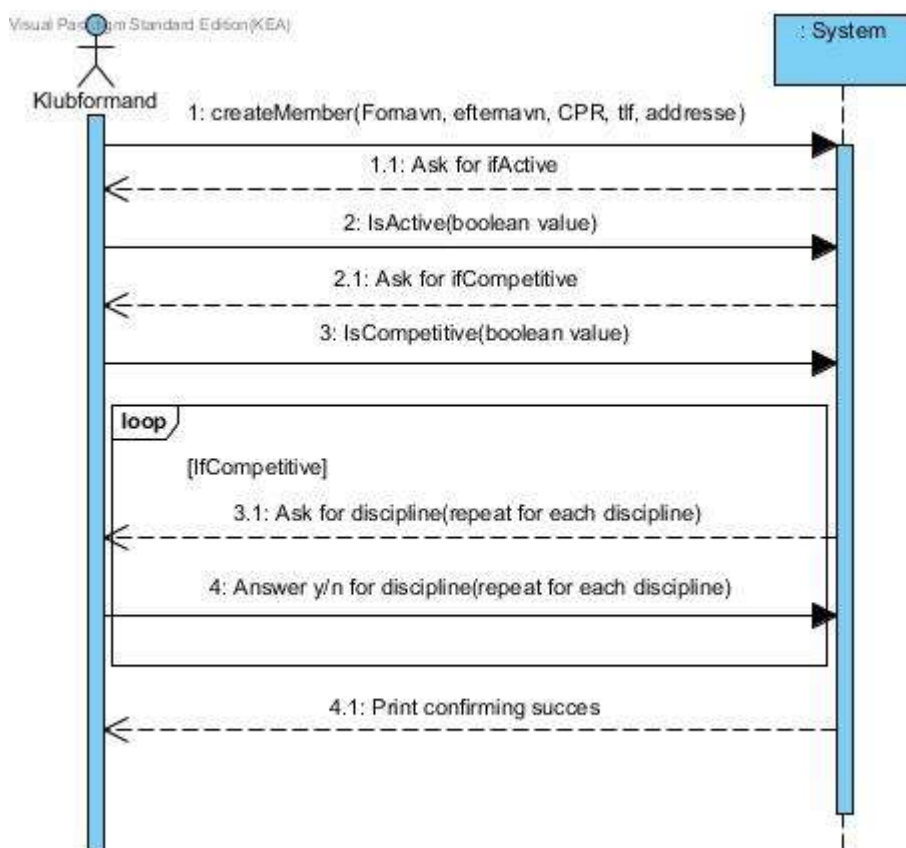 Visual Paradigm Standard Edition(KEA)
: System
Klubformand
1: createMember(Fornavn, efternavn, CPR, tlf, addresse)
1.1: Ask for ifActive
2: IsActive(boolean value)
2.1: Ask for ifCompetitive
3: IsCompetitive(boolean value)
loop
[IfCompetitive]
3.1: Ask for discipline(repeat for each discipline)
4: Answer y/n for discipline(repeat for each discipline)
4.1: Print confirming succes